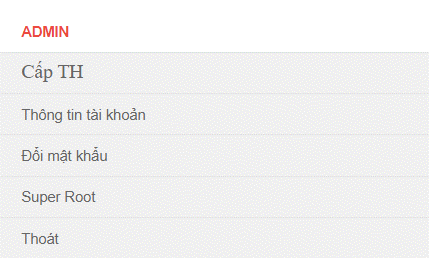 ADMIN
Cấp TH
Thông tin tài khoản
Đổi mật khẩu
Super Root
Thoát